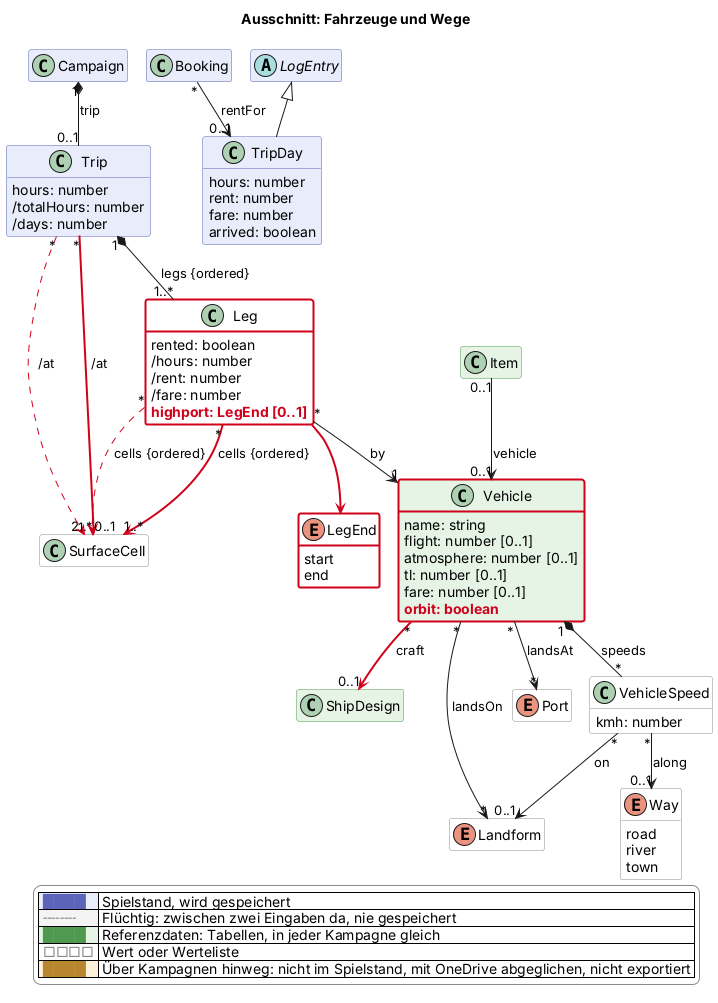 Ausschnitt: Fahrzeuge und Wege
C Campaign
C Booking
A LogEntry
1
trip
0..1
*
rentFor
0..1
C Trip
hours: number
/totalHours: number
/days: number
C TripDay
hours: number
rent: number
fare: number
arrived: boolean
*
*
1
legs {ordered}
1..*
/at
/at
C Leg
rented: boolean
/hours: number
/rent: number
/fare: number
highport: LegEnd [0..1]
C Item
0..1
vehicle
0..1
*
*
*
cells {ordered}
cells {ordered}
by
1
0..1
1..*
C SurfaceCell
E LegEnd
start
end
C Vehicle
name: string
flight: number [0..1]
atmosphere: number [0..1]
tl: number [0..1]
fare: number [0..1]
orbit: boolean
*
*
*
1
craft
landsOn
landsAt
speeds
0..1
*
C ShipDesign
E Port
C VehicleSpeed
kmh: number
*
*
on
along
0..1
0..1
E Landform
E Way
road
river
town
Spielstand, wird gespeichert
Flüchtig: zwischen zwei Eingaben da, nie gespeichert
Referenzdaten: Tabellen, in jeder Kampagne gleich
Wert oder Werteliste
Über Kampagnen hinweg: nicht im Spielstand, mit OneDrive abgeglichen, nicht exportiert